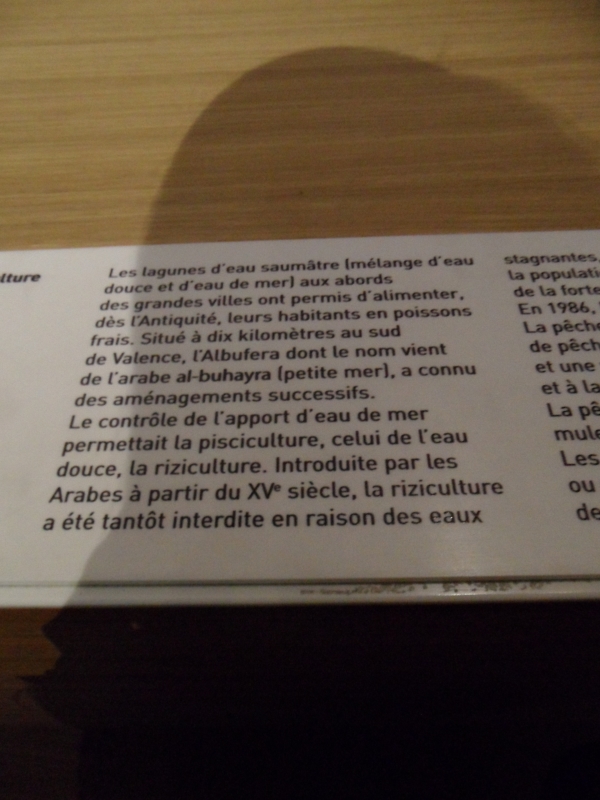 lture
Les lagunes d'eau saumâtre (mélange d'eau
douce et d'eau de mer) aux abords
des grandes villes ont permis d'alimenter,
dès l'Antiquité, leurs habitants en poissons
frais. Situé à dix kilomètres au sud
de Valence, l'Albufera dont le nom vient
de l'arabe al-buhayra (petite mer), a connu
des aménagements successifs.
Le contrôle de l'apport d'eau de mer
permettait la pisciculture, celui de l'eau
douce, la riziculture. Introduite par les
Arabes à partir du XVe siècle, la riziculture
a été tantôt interdite en raison des eaux
stagnantes,
la populati
de la forte
En 1986,
La pêche
de pêch
et une
et à la
La pê
mule
Les
ou
de